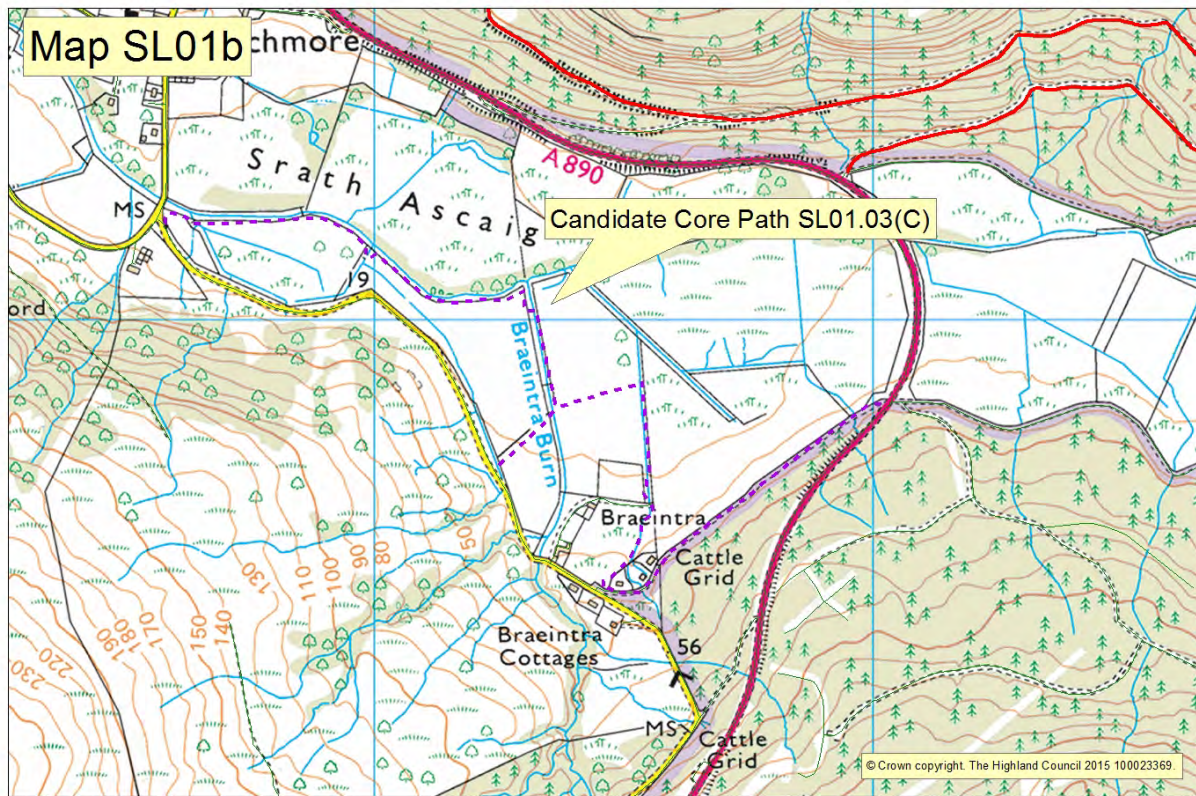 Map SL01b
chmore
A 890
Srath Ascaig
MS
Candidate Core Path SL01.03(C)
19
ord
Braeintra Burn
Braeintra
Cattle
Grid
50
80
90
100
110
130
140
150
170
180
190
220
230
Braeintra
Cottages
56
MS
Cattle
Grid
© Crown copyright. The Highland Council 2015 100023369.